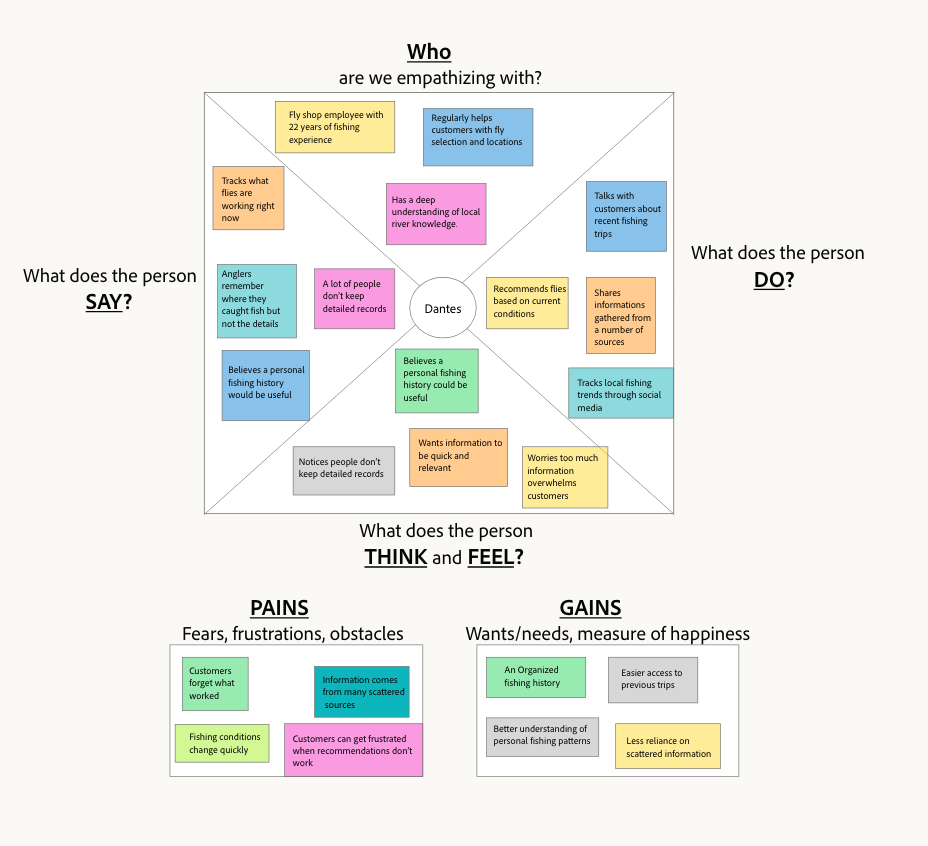 Who
are we empathizing with?
Fly shop employee with
22 years of fishing
experience
Regularly helps
customers with fly
selection and locations
Has a deep
understanding of local
river knowledge.
What does the person
SAY?
Tracks what
flies are
working right
now
Anglers
remember
where they
caught fish but
not the details
A lot of people
don't keep
detailed records
Believes a personal
fishing history
would be useful
Dantes
What does the person
DO?
Talks with
customers about
recent fishing
trips
Recommends flies
based on current
conditions
Shares
informations
gathered from
a number of
sources
Tracks local fishing
trends through social
media
Believes a
personal fishing
history could be
useful
Wants information to
be quick and
relevant
Notices people don't
keep detailed records
Worries too much
information
overwhelms
customers
What does the person
THINK and FEEL?
PAINS
Fears, frustrations, obstacles
Customers
forget what
worked
Information comes
from many scattered
sources
Fishing conditions
change quickly
Customers can get frustrated
when recommendations don't
work
GAINS
Wants/needs, measure of happiness
An Organized
fishing history
Easier access to
previous trips
Better understanding of
personal fishing patterns
Less reliance on
scattered information